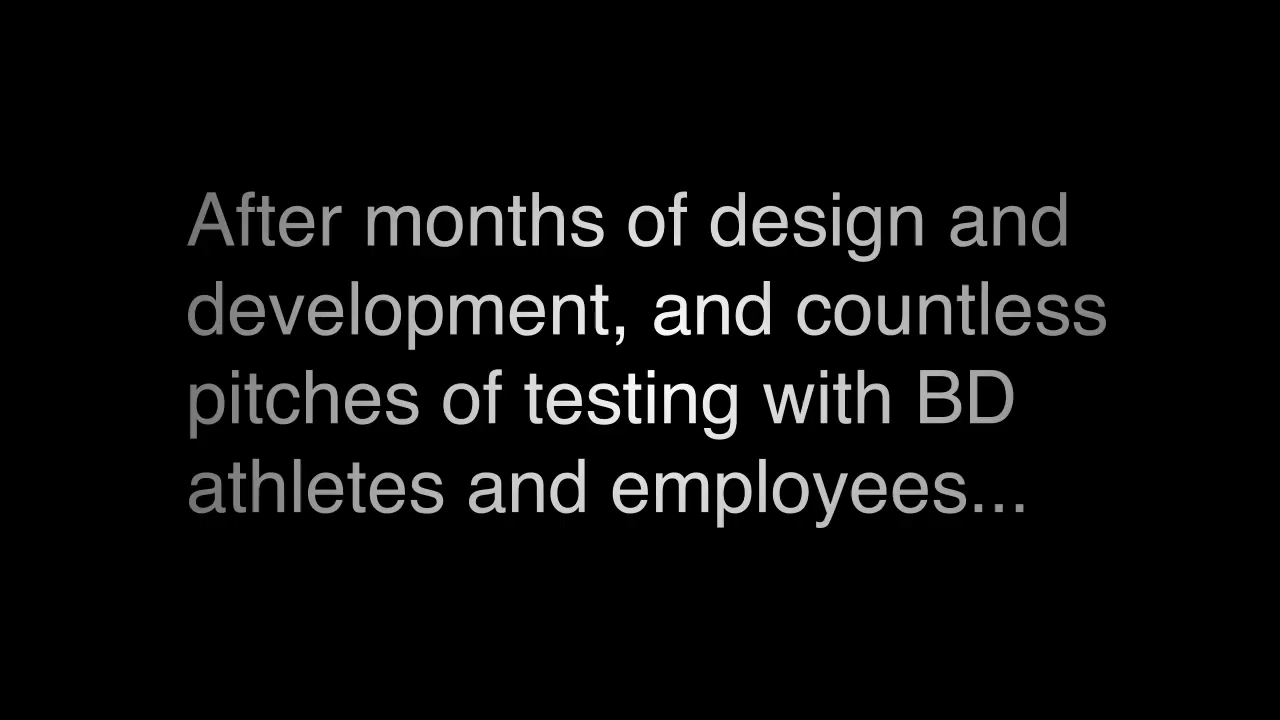 After months of design and
development, and countless
pitches of testing with BD
athletes and employees...